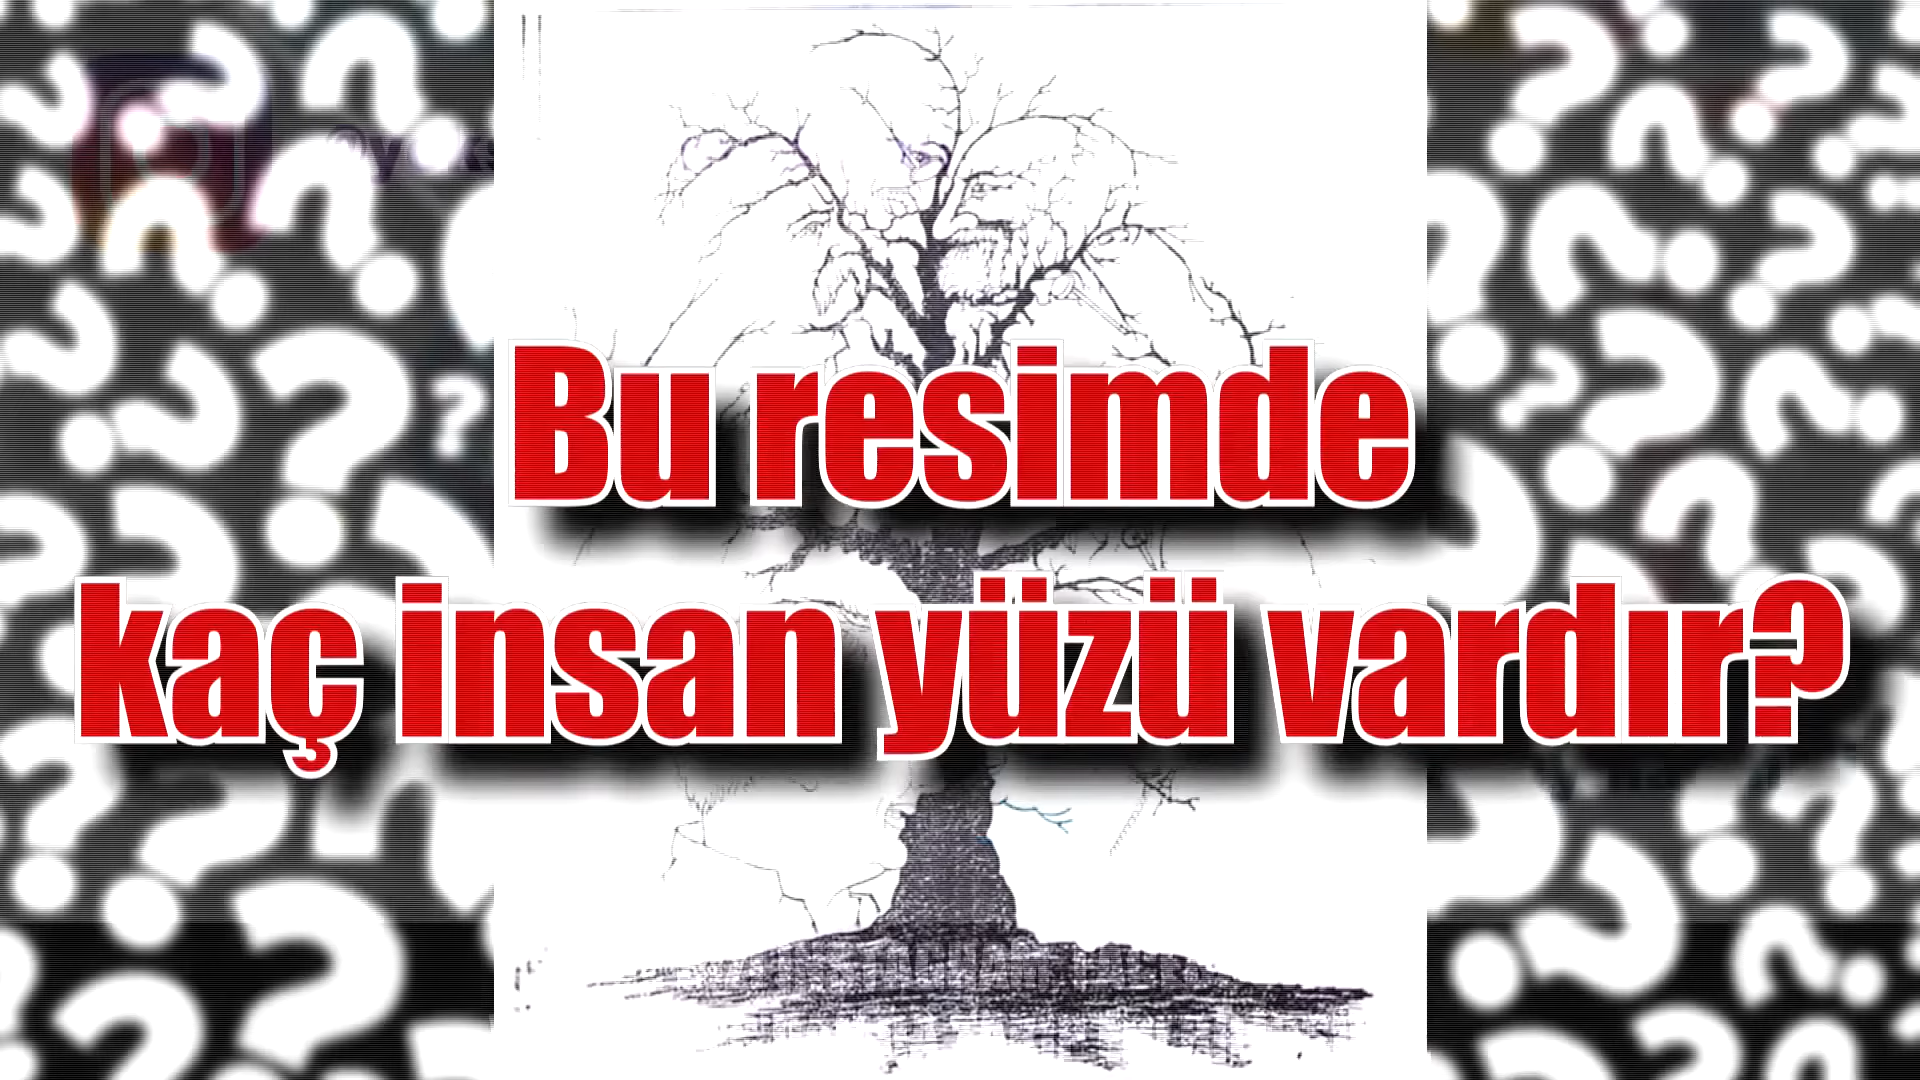 Bu resimde
kaç insan yüzü vardır?